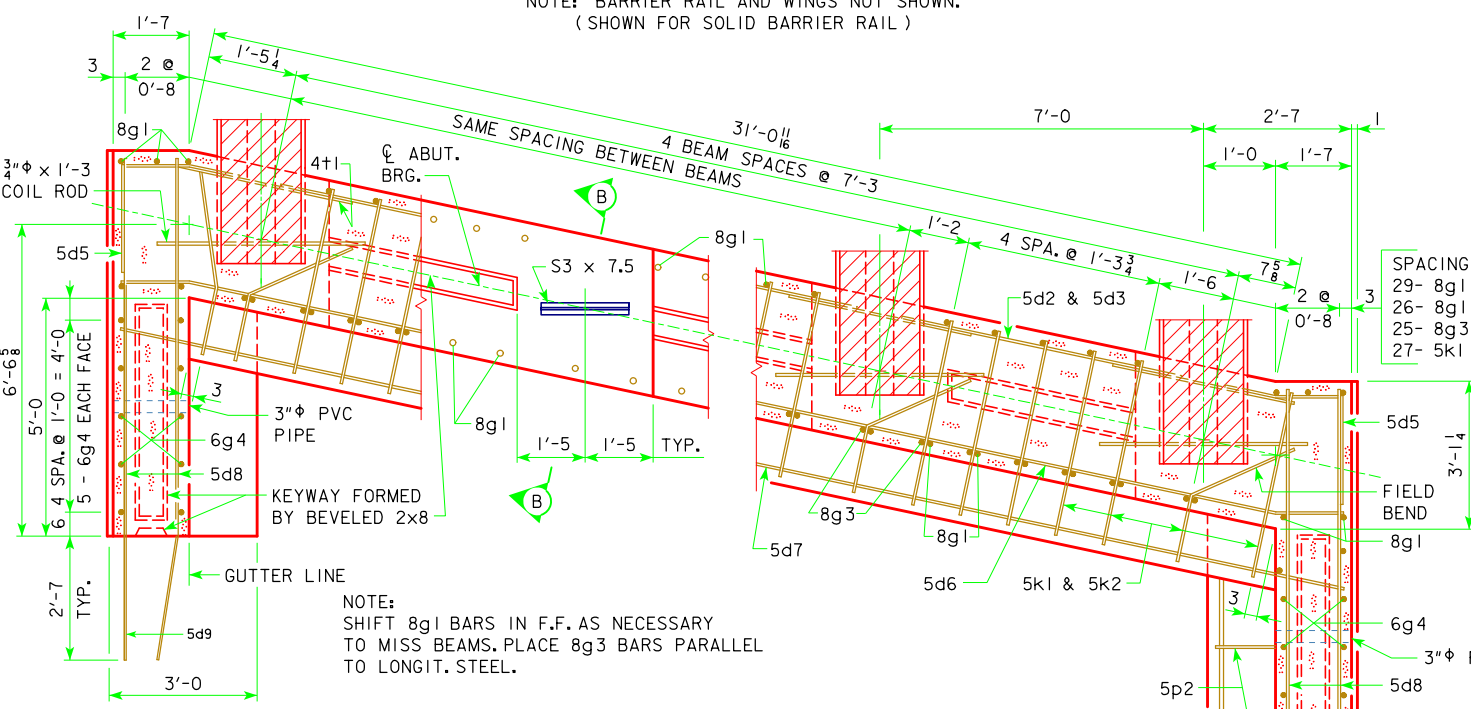 NOTE: BARRIER RAIL AND WINGS NOT SHOWN.
(SHOWN FOR SOLID BARRIER RAIL)
1'-7
3
2 @
0'-8
1'-5 1/4
31'-0 11/16
4 BEAM SPACES @ 7'-3
SAME SPACING BETWEEN BEAMS
7'-0
2'-7
1
1'-0
1'-7
8g1
3/4"Φ x 1'-3
COIL ROD
4t1
℄ ABUT.
BRG.
B
8g1
1'-2
4 SPA. @ 1'-3 3/4
1'-6
7 5/8
2 @
0'-8
3
5d5
S3 x 7.5
5d2 & 5d3
SPACING
29- 8g1
26- 8g1
25- 8g3
27- 5k1
6'-6 5/8
5'-0
6
4 SPA. @ 1'-0 = 4'-0
5 - 6g4 EACH FACE
3
3"Φ PVC
PIPE
6g4
5d8
KEYWAY FORMED
BY BEVELED 2x8
8g1
1'-5
1'-5
TYP.
B
5d5
3'-1 1/4
FIELD
BEND
8g1
8g3
8g1
5d7
5d6
5k1 & 5k2
3
2'-7
TYP.
GUTTER LINE
5d9
3'-0
NOTE:
SHIFT 8g1 BARS IN F.F. AS NECESSARY
TO MISS BEAMS. PLACE 8g3 BARS PARALLEL
TO LONGIT. STEEL.
6g4
3"Φ
5d8
5p2